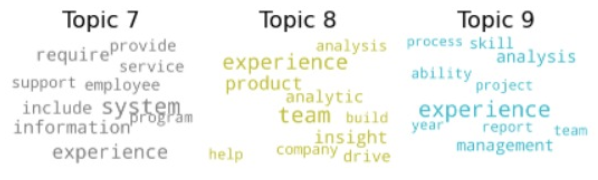 Topic 7
provide
require
service
support employee
include system
program
information
experience
Topic 8
analysis
experience
product
analytic
team build
insight
company
help drive
Topic 9
process skill
analysis
ability
project
experience
year report team
management